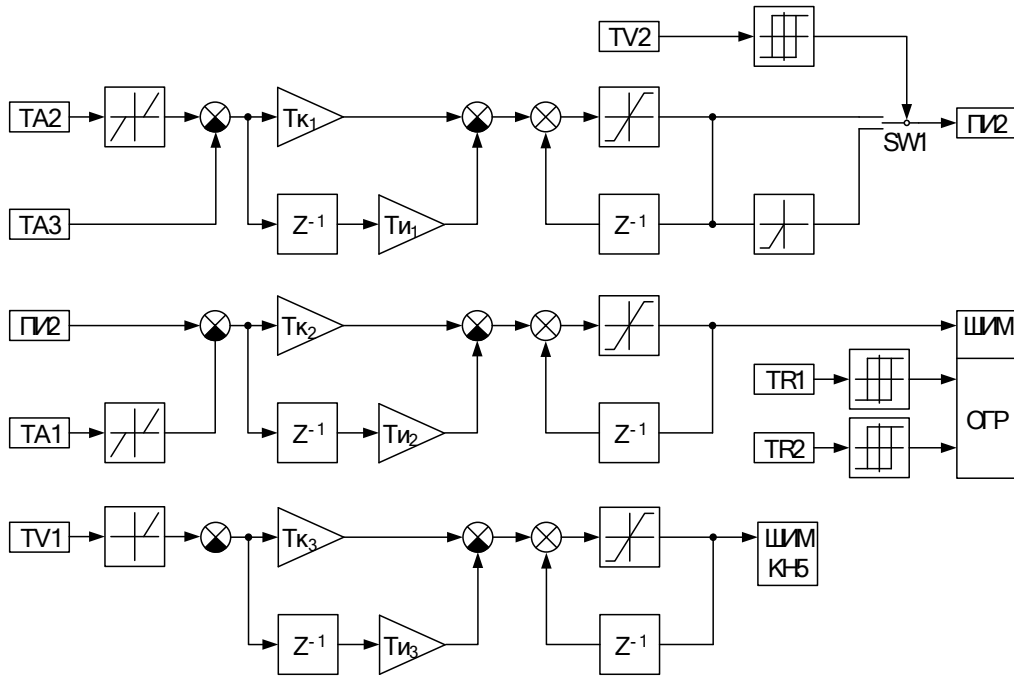 TV2
TA2
Тк₁
SW1
ПИ2
TA3
Z⁻¹
Ти₁
Z⁻¹
ПИ2
Тк₂
ШИМ
TR1
ОГР
TA1
Z⁻¹
Ти₂
Z⁻¹
TR2
TV1
Тк₃
ШИМ
КН5
Z⁻¹
Ти₃
Z⁻¹